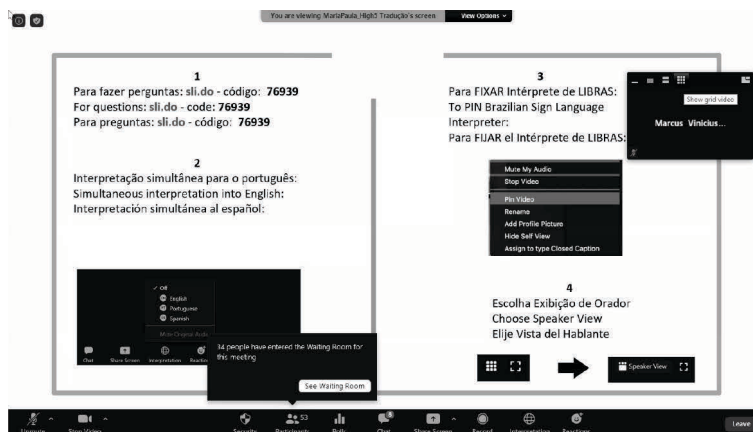 You are viewing MariaPaula_High5 Tradução's screen
View Options
1
Para fazer perguntas: sli.do - código: 76939
For questions: sli.do - code: 76939
Para preguntas: sli.do - código: 76939
2
Interpretação simultânea para o português:
Simultaneous interpretation into English:
Interpretación simultánea al español:
✓ Off
English
Portuguese
Spanish
Mute Original Audio
Chat
Share Screen
Interpretation
Reactions
34 people have entered the Waiting Room for
this meeting
See Waiting Room
3
Para FIXAR Intérprete de LIBRAS:
To PIN Brazilian Sign Language
Interpreter:
Para FIJAR el Intérprete de LIBRAS:
Mute My Audio
Stop Video
Pin Video
Rename
Add Profile Picture
Hide Self View
Assign to type Closed Caption
4
Escolha Exibição de Orador
Choose Speaker View
Elije Vista del Hablante
Speaker View
Show grid video
Marcus Vinicius...
Unmute
Stop Video
Security
Participants
53
Polls
Chat
8
Share Screen
Record
Interpretation
Reactions
Leave